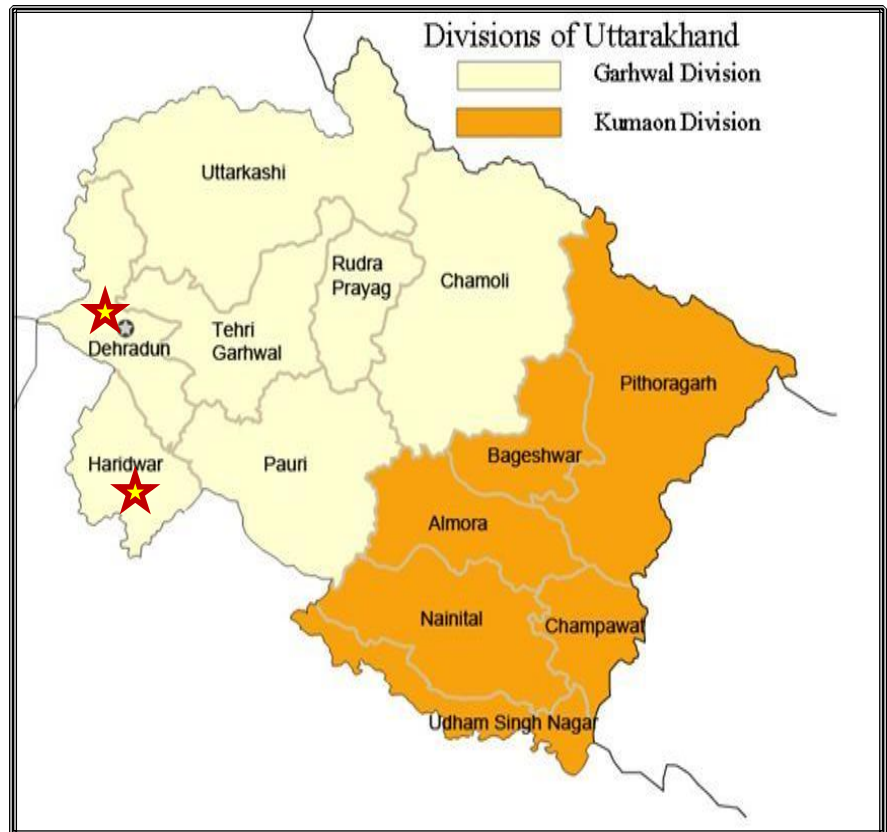 Divisions of Uttarakhand
Garhwal Division
Kumaon Division
Uttarkashi
Rudra
Prayag
Chamoli
Tehri
Garhwal
Dehradun
Pithoragarh
Haridwar
Pauri
Bageshwar
Almora
Nainital
Champawat
Udham Singh Nagar